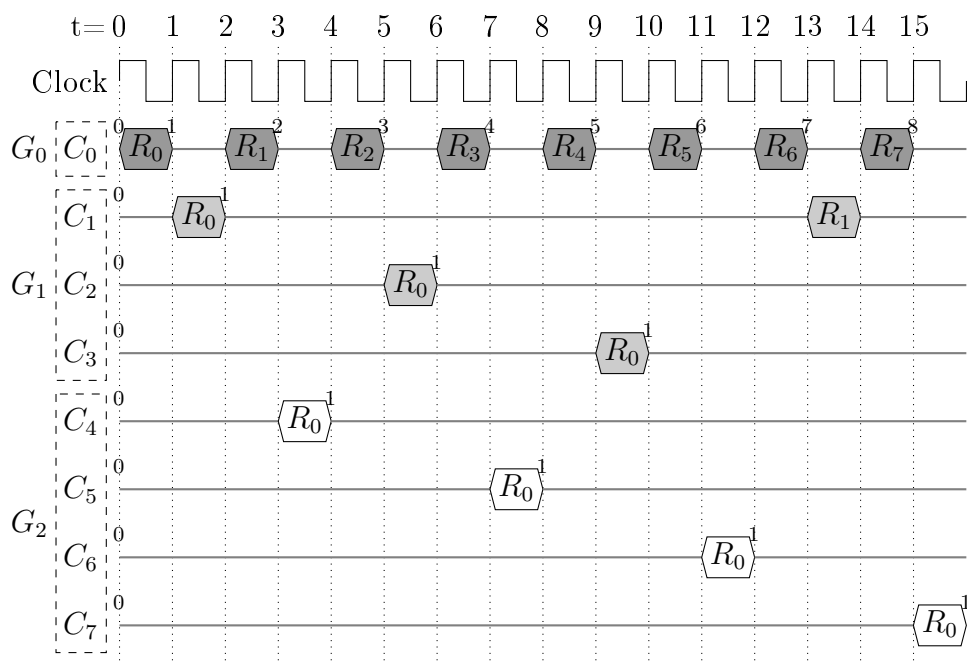 t= 0 1 2 3 4 5 6 7 8 9 10 11 12 13 14 15
Clock
0 1 2 3 4 5 6 7 8
G₀ C₀ R₀ R₁ R₂ R₃ R₄ R₅ R₆ R₇
0 1
C₁ R₀ R₁
0 1
G₁ C₂ R₀
0 1
C₃ R₀
0 1
C₄ R₀
0 1
C₅ R₀
G₂
0 1
C₆ R₀
0 1
C₇ R₀